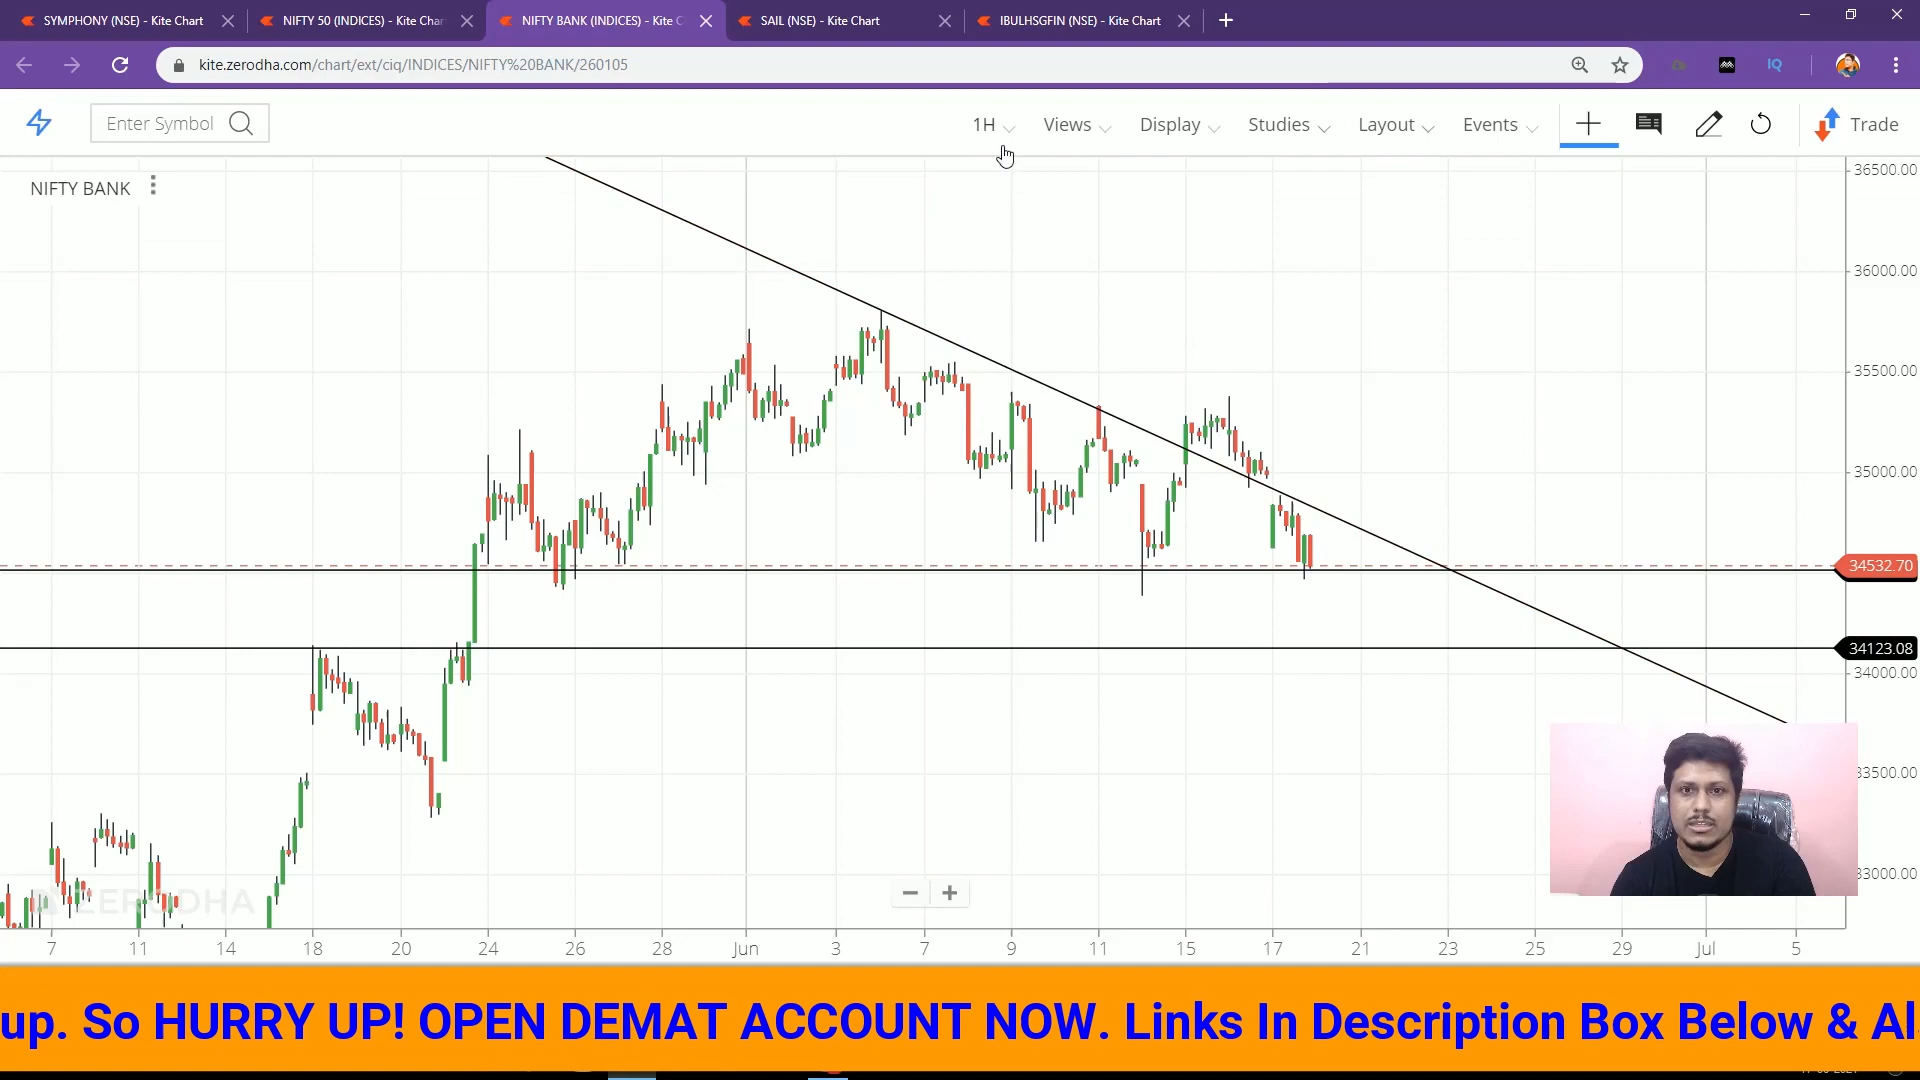 SYMPHONY (NSE) - Kite Chart
NIFTY 50 (INDICES) - Kite Char
NIFTY BANK (INDICES) - Kite C
SAIL (NSE) - Kite Chart
IBULHSGFIN (NSE) - Kite Chart
kite.zerodha.com/chart/ext/ciq/INDICES/NIFTY%20BANK/260105
IQ
Enter Symbol
1H
Views
Display
Studies
Layout
Events
Trade
NIFTY BANK
36500.00
36000.00
35500.00
35000.00
34532.70
34123.08
34000.00
33500.00
33000.00
ZERODHA
7 11 14 18 20 24 26 28 Jun 3 7 9 11 15 17 21 23 25 29 Jul 5
up. So HURRY UP! OPEN DEMAT ACCOUNT NOW. Links In Description Box Below & Al